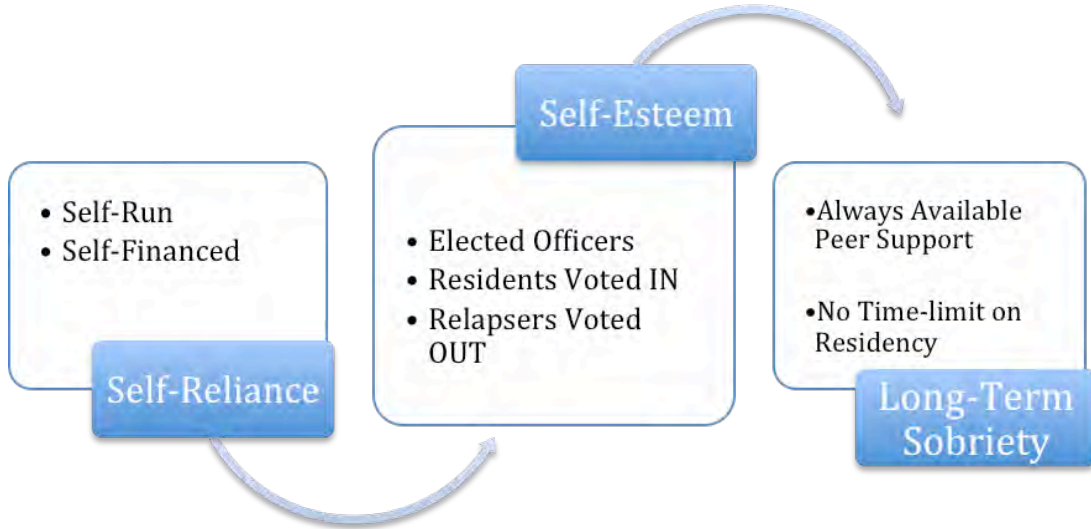 • Self-Run
• Self-Financed
Self-Reliance
Self-Esteem
• Elected Officers
• Residents Voted IN
• Relapsers Voted
OUT
•Always Available
Peer Support
•No Time-limit on
Residency
Long-Term
Sobriety